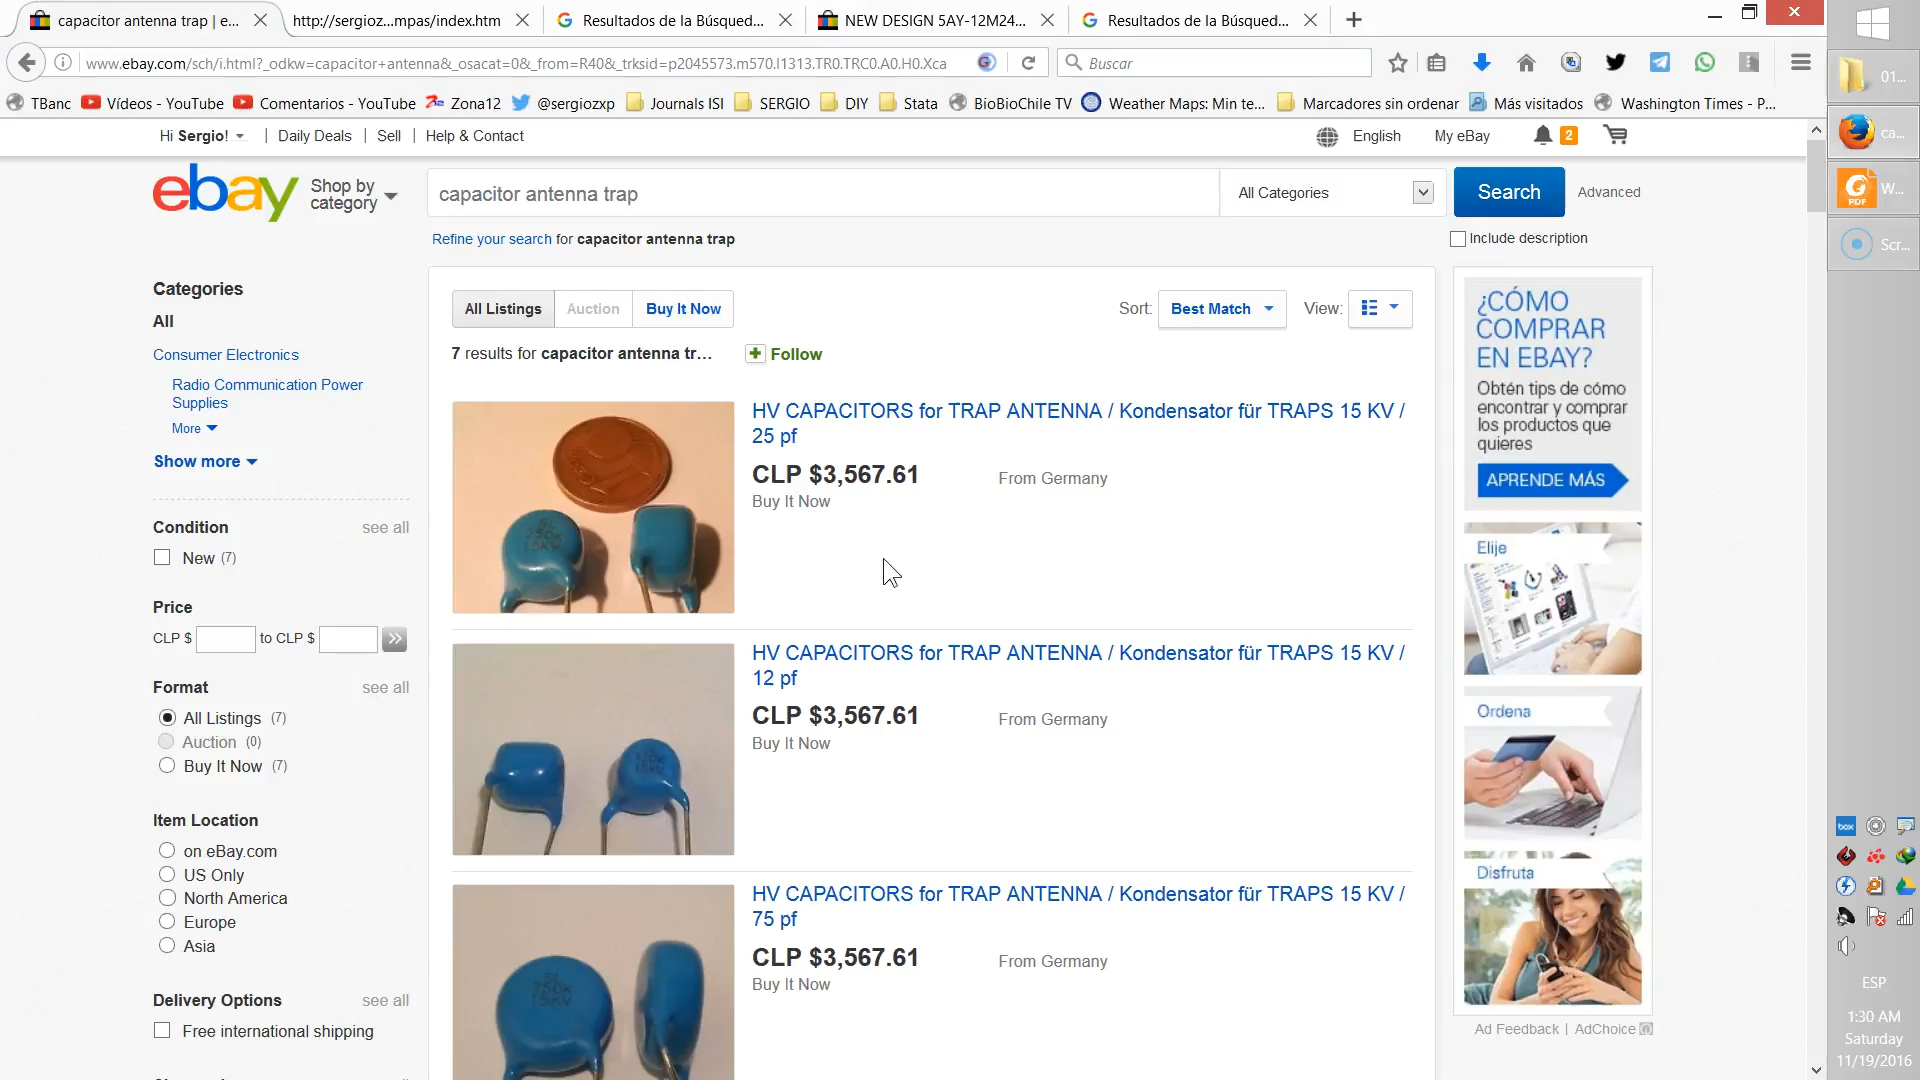 capacitor antenna trap | e...
http://sergioz...mpas/index.htm
Resultados de la Búsqued...
NEW DESIGN 5AY-12M24...
Resultados de la Búsqued...
www.ebay.com/sch/i.html?_odkw=capacitor+antenna&_osacat=0&_from=R40&_trksid=p2045573.m570.l1313.TR0.TRC0.A0.H0.Xca
Buscar
TBanc
Vídeos - YouTube
Comentarios - YouTube
Zona12
@sergiozxp
Journals ISI
SERGIO
DIY
Stata
BioBioChile TV
Weather Maps: Min te...
Marcadores sin ordenar
Más visitados
Washington Times - P...
Hi Sergio!
Daily Deals
Sell
Help & Contact
English
My eBay
2
ebay
Shop by
category
capacitor antenna trap
All Categories
Search
Advanced
Refine your search for capacitor antenna trap
Include description
Categories
All
Consumer Electronics
Radio Communication Power
Supplies
More
Show more
Condition
see all
New (7)
Price
CLP $
to CLP $
Format
see all
All Listings (7)
Auction (0)
Buy It Now (7)
Item Location
on eBay.com
US Only
North America
Europe
Asia
Delivery Options
see all
Free international shipping
All Listings
Auction
Buy It Now
Sort:
Best Match
View:
7 results for capacitor antenna tr...
Follow
HV CAPACITORS for TRAP ANTENNA / Kondensator für TRAPS 15 KV /
25 pf
CLP $3,567.61
From Germany
Buy It Now
HV CAPACITORS for TRAP ANTENNA / Kondensator für TRAPS 15 KV /
12 pf
CLP $3,567.61
From Germany
Buy It Now
HV CAPACITORS for TRAP ANTENNA / Kondensator für TRAPS 15 KV /
75 pf
CLP $3,567.61
From Germany
Buy It Now
¿CÓMO
COMPRAR
EN EBAY?
Obtén tips de cómo
encontrar y comprar
los productos que
quieres
APRENDE MÁS
Elije
Ordena
Disfruta
Ad Feedback | AdChoice
01...
ca...
PDF
W...
Scr...
box
ESP
1:30 AM
Saturday
11/19/2016